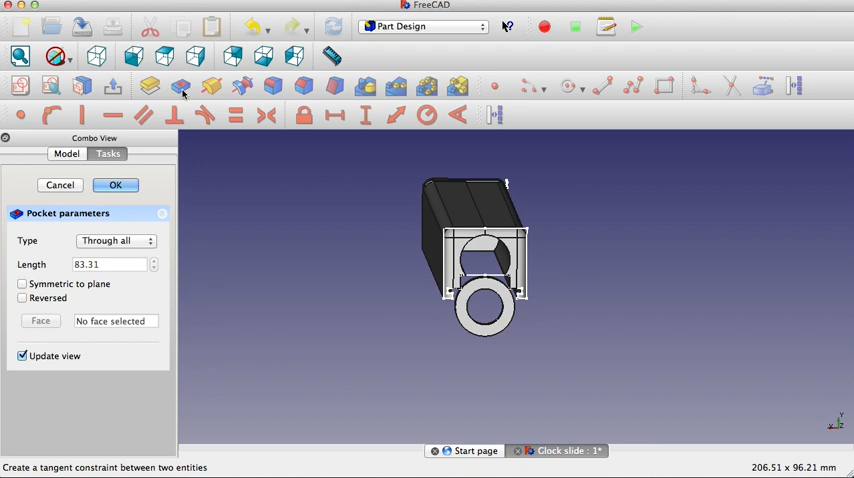 FreeCAD
Part Design
Combo View
Model Tasks
Cancel OK
Pocket parameters
Type Through all
Length 83.31
Symmetric to plane
Reversed
Face No face selected
Update view
Start page Glock slide : 1*
Create a tangent constraint between two entities 206.51 x 96.21 mm